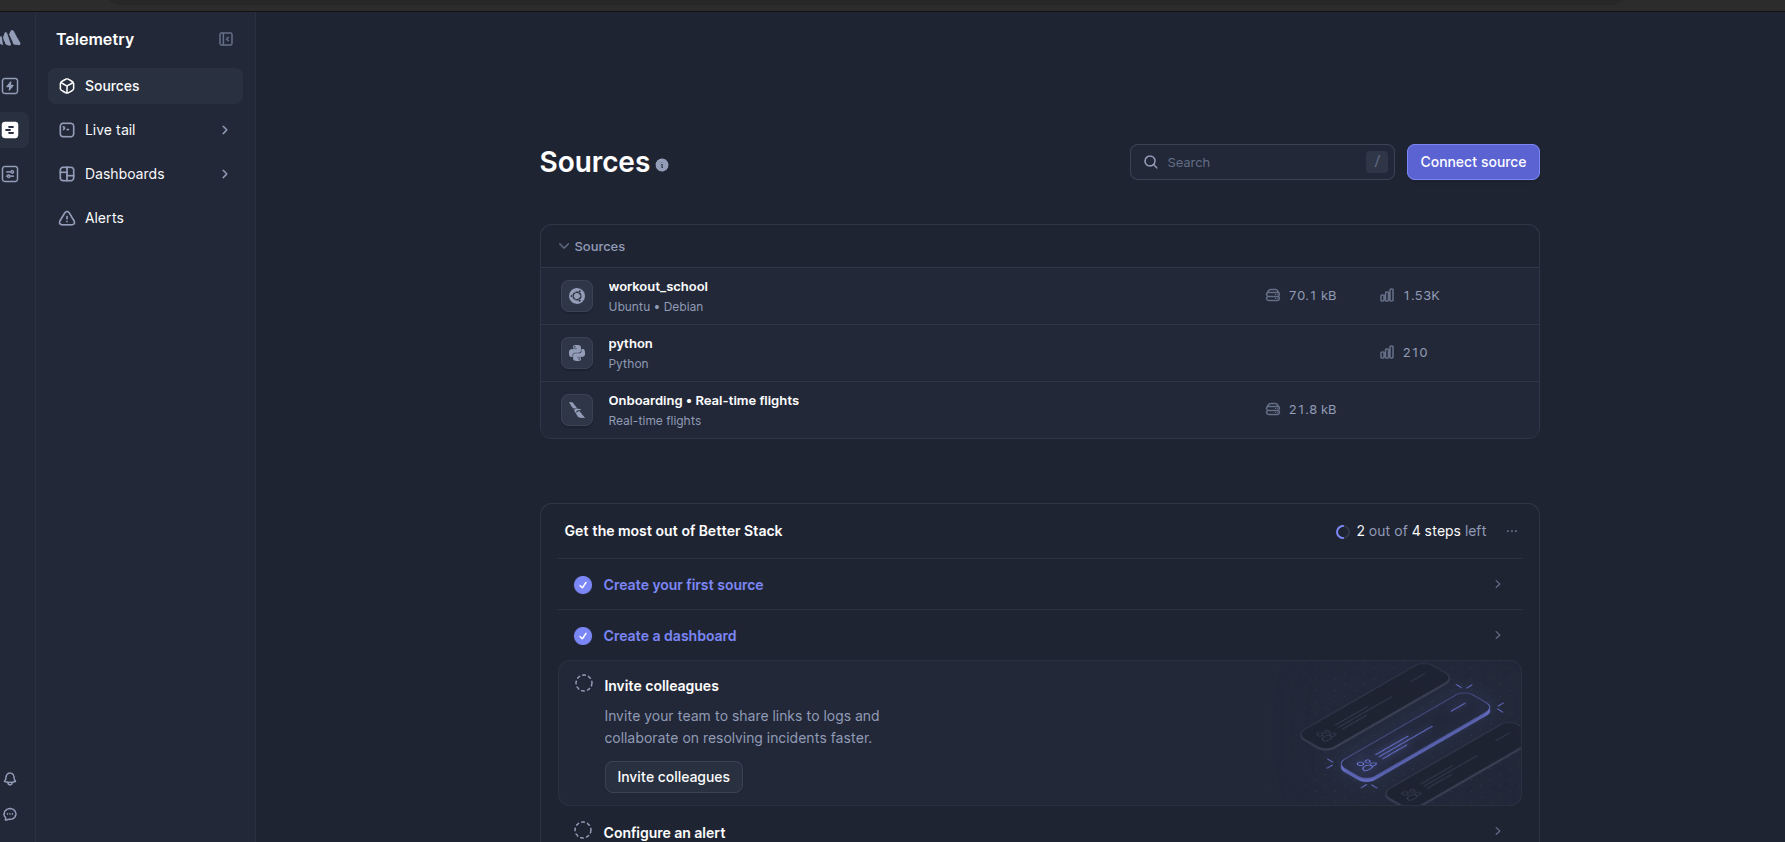 Telemetry
Sources
Live tail
Dashboards
Alerts
Sources
Search /
Connect source
Sources
workout_school
Ubuntu • Debian
70.1 kB
1.53K
python
Python
210
Onboarding • Real-time flights
Real-time flights
21.8 kB
Get the most out of Better Stack
2 out of 4 steps left
Create your first source
Create a dashboard
Invite colleagues
Invite your team to share links to logs and
collaborate on resolving incidents faster.
Invite colleagues
Configure an alert